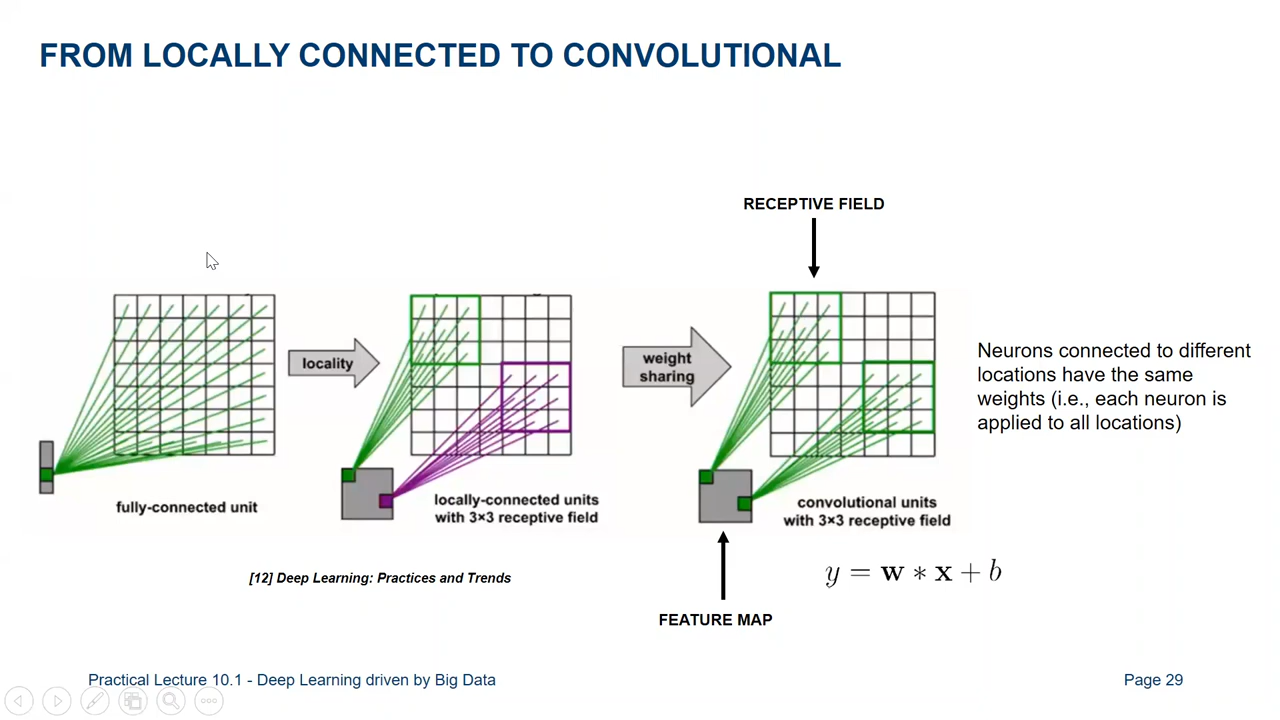 FROM LOCALLY CONNECTED TO CONVOLUTIONAL
RECEPTIVE FIELD
locality
weight
sharing
Neurons connected to different
locations have the same
weights (i.e., each neuron is
applied to all locations)
fully-connected unit
locally-connected units
with 3×3 receptive field
convolutional units
with 3×3 receptive field
[12] Deep Learning: Practices and Trends
y = w * x + b
FEATURE MAP
Practical Lecture 10.1 - Deep Learning driven by Big Data
Page 29